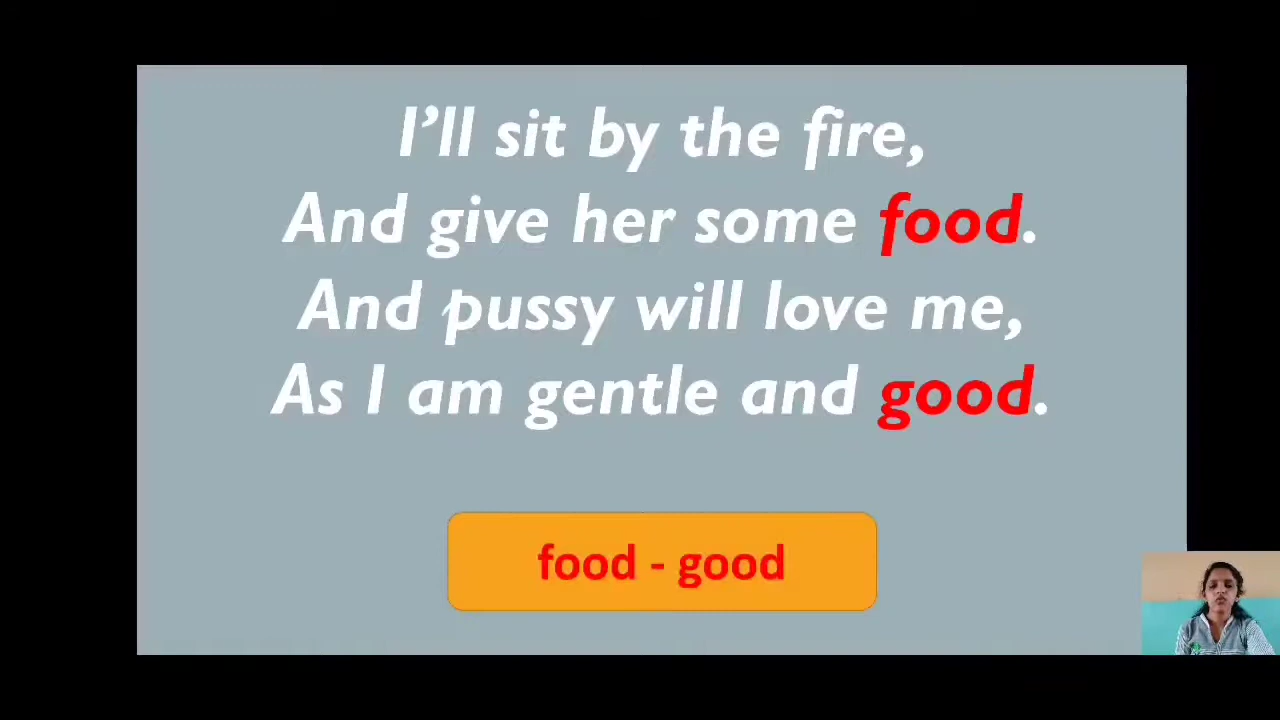 I’ll sit by the fire,
And give her some food.
And pussy will love me,
As I am gentle and good.
food - good